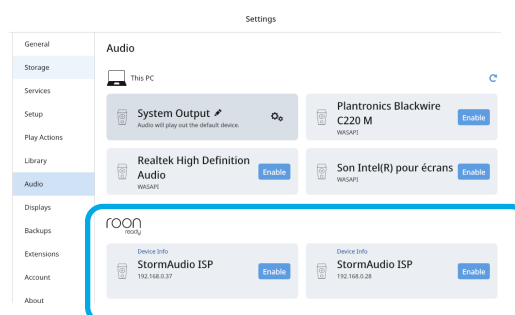 Settings
General
Storage
Services
Setup
Play Actions
Library
Audio
Displays
Backups
Extensions
Account
About
Audio
This PC
System Output
Audio will play out the default device.
Plantronics Blackwire
C220 M
WASAPI
Enable
Realtek High Definition
Audio
WASAPI
Enable
Son Intel(R) pour écrans
WASAPI
Enable
roon
ready
Device Info
StormAudio ISP
192.168.0.37
Enable
Device Info
StormAudio ISP
192.168.0.28
Enable